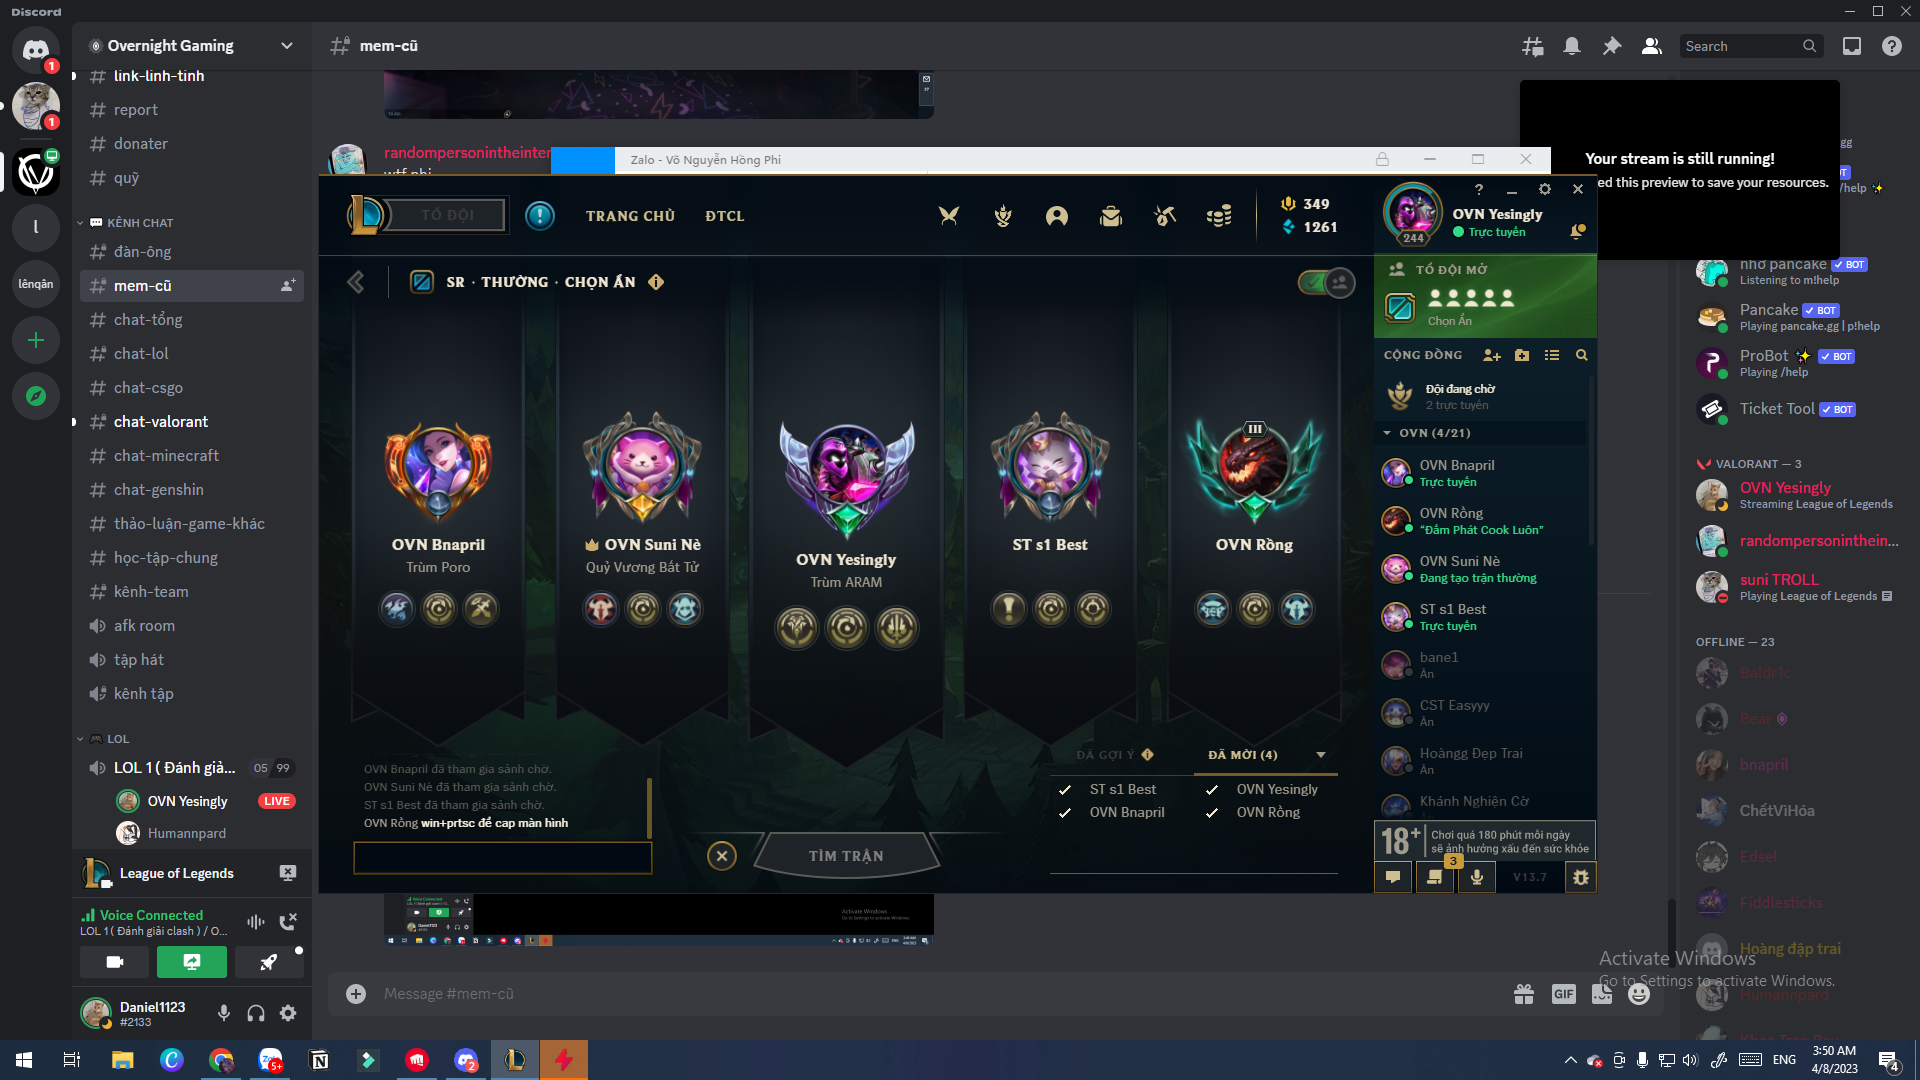 Discord
Overnight Gaming
link-linh-tinh
report
donater
quỹ
KÊNH CHAT
đàn-ông
mem-cũ
chat-tổng
chat-lol
chat-csgo
chat-valorant
chat-minecraft
chat-genshin
thảo-luận-game-khác
học-tập-chung
kênh-team
afk room
tập hát
kênh tập
LOL
LOL 1 ( Đánh giả...
05 99
OVN Yesingly
LIVE
Humannpard
League of Legends
Voice Connected
LOL 1 ( Đánh giải clash ) / O...
Daniel1123
#2133
1
1
l
lênqân
mem-cũ
Search
randompersonintheinter
wtf phi
Zalo - Võ Nguyễn Hồng Phi
TỔ ĐỘI
TRANG CHỦ
ĐTCL
349
1261
244
OVN Yesingly
Trực tuyến
SR · THƯỜNG · CHỌN ẨN
III
OVN Bnapril
Trùm Poro
OVN Suni Nè
Quỷ Vương Bất Tử
OVN Yesingly
Trùm ARAM
ST s1 Best
OVN Rồng
OVN Bnapril đã tham gia sảnh chờ.
OVN Suni Nè đã tham gia sảnh chờ.
ST s1 Best đã tham gia sảnh chờ.
OVN Rồng win+prtsc để cap màn hình
TÌM TRẬN
ĐÃ GỢI Ý
ĐÃ MỜI (4)
ST s1 Best
OVN Yesingly
OVN Bnapril
OVN Rồng
TỔ ĐỘI MỞ
Chọn Ẩn
CỘNG ĐỒNG
Đội đang chờ
2 trực tuyến
OVN (4/21)
OVN Bnapril
Trực tuyến
OVN Rồng
“Đấm Phát Cook Luôn”
OVN Suni Nè
Đang tạo trận thường
ST s1 Best
Trực tuyến
bane1
Ẩn
CST Easyyy
Ẩn
Hoàngg Đẹp Trai
Ẩn
Khánh Nghiện Cờ
18+
Chơi quá 180 phút mỗi ngày
sẽ ảnh hưởng xấu đến sức khỏe
3
V13.7
Your stream is still running!
ed this preview to save your resources.
gg
BOT
/help
nhớ pancake BOT
Listening to m!help
Pancake BOT
Playing pancake.gg | p!help
ProBot BOT
Playing /help
Ticket Tool BOT
VALORANT — 3
OVN Yesingly
Streaming League of Legends
randompersoninthein...
suni TROLL
Playing League of Legends
OFFLINE — 23
Baldr1c
Bear
bnapril
ChếtVìHóa
Edsel
Fiddlesticks
Hoàng đập trai
Humannpard
Activate Windows
Go to Settings to activate Windows.
Message #mem-cũ
GIF
Zalo
5+
2
ENG
3:50 AM
4/8/2023
4